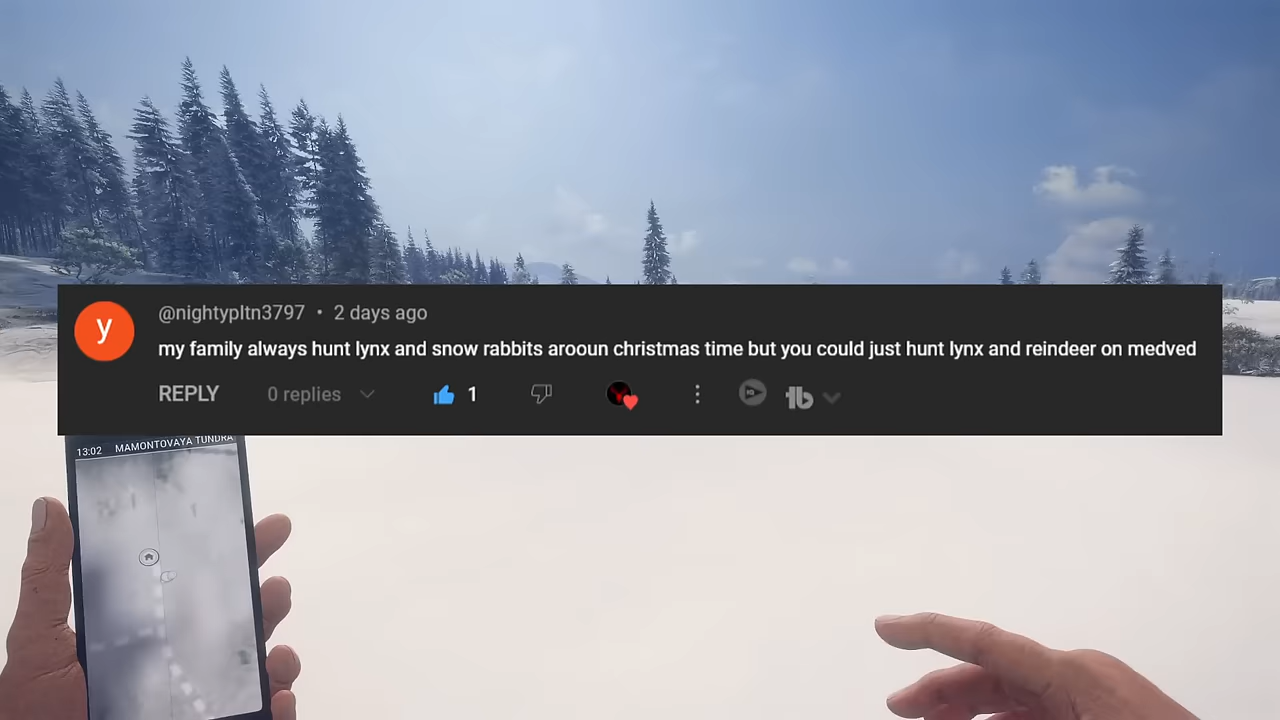 y
@nightypltn3797 • 2 days ago
my family always hunt lynx and snow rabbits arooun christmas time but you could just hunt lynx and reindeer on medved
REPLY 0 replies 1
13:02 MAMONTOVAYA TUNDRA